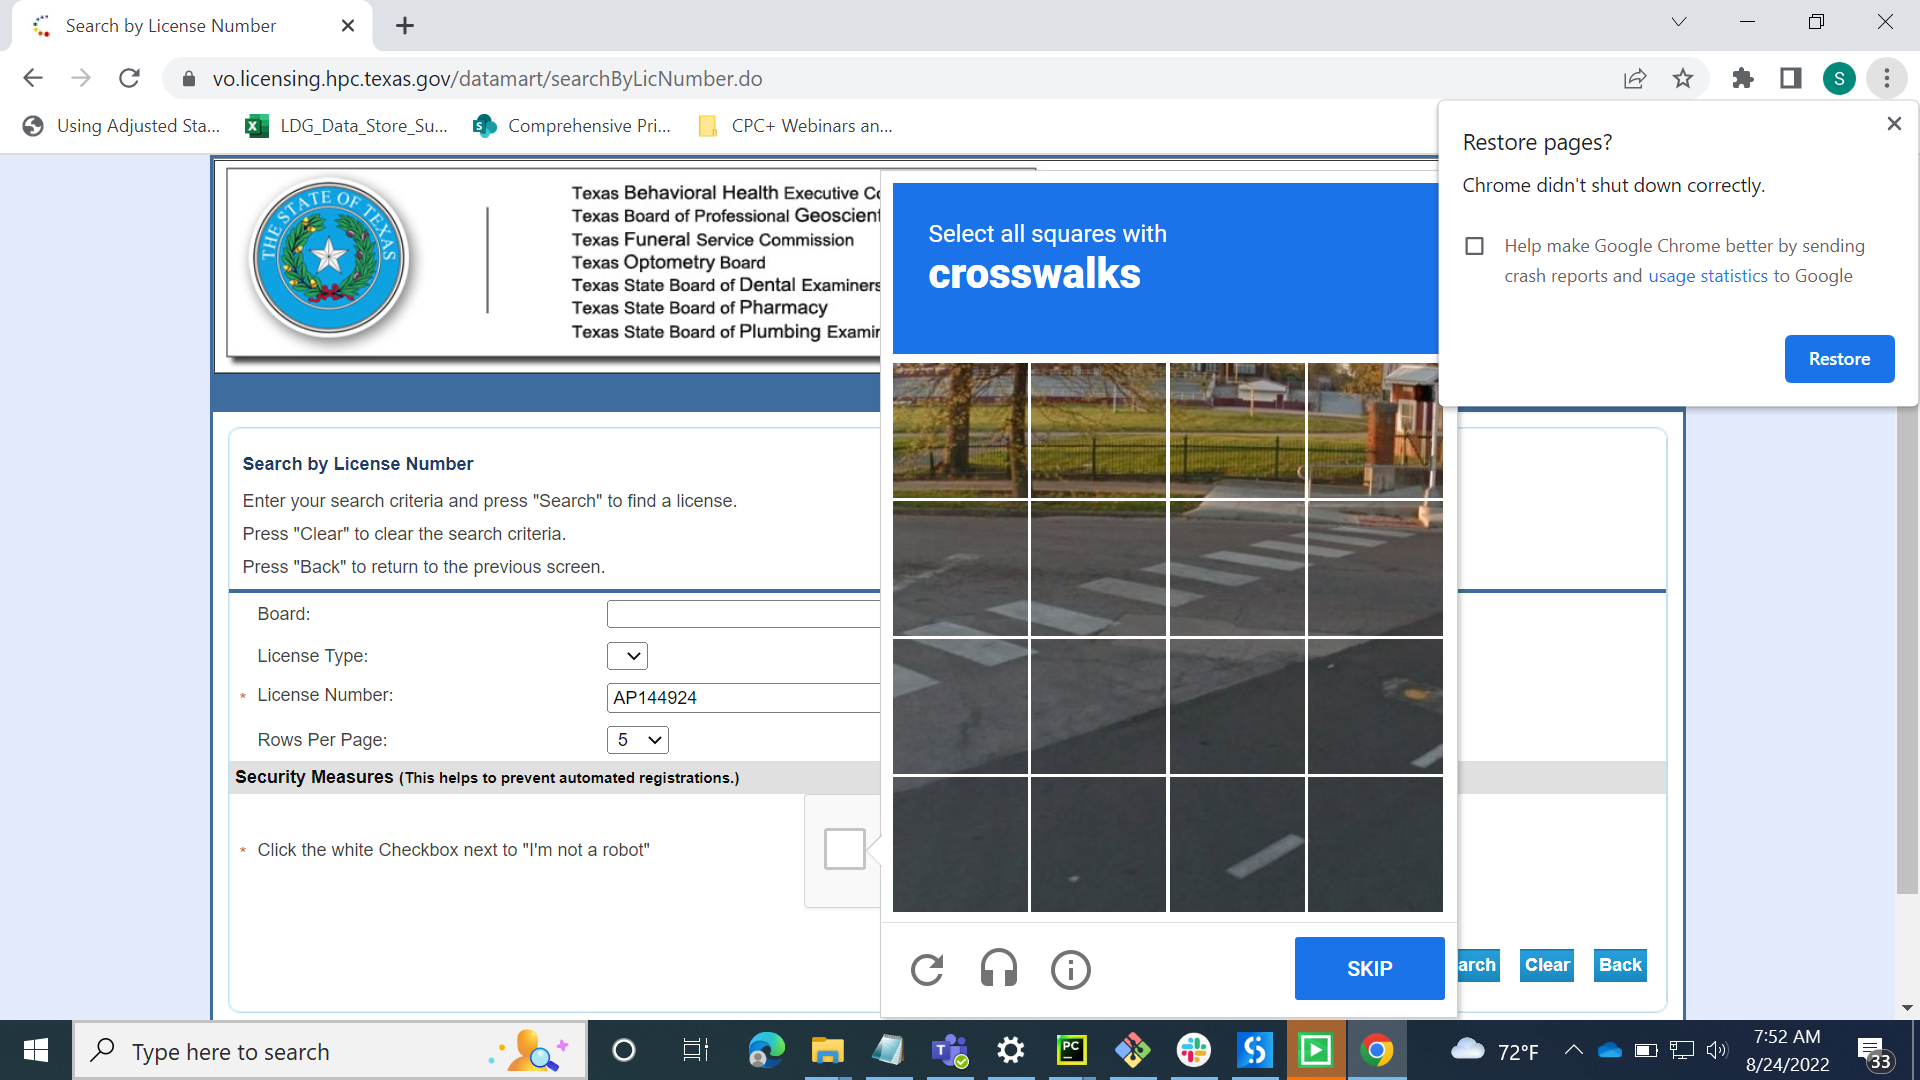 Search by License Number
vo.licensing.hpc.texas.gov/datamart/searchByLicNumber.do
S
Using Adjusted Sta...
LDG_Data_Store_Su...
Comprehensive Pri...
CPC+ Webinars an...
Restore pages?
Chrome didn't shut down correctly.
Help make Google Chrome better by sending
crash reports and usage statistics to Google
Restore
THE STATE OF TEXAS
Texas Behavioral Health Executive Co
Texas Board of Professional Geoscient
Texas Funeral Service Commission
Texas Optometry Board
Texas State Board of Dental Examiners
Texas State Board of Pharmacy
Texas State Board of Plumbing Examin
Select all squares with
crosswalks
Search by License Number
Enter your search criteria and press "Search" to find a license.
Press "Clear" to clear the search criteria.
Press "Back" to return to the previous screen.
Board:
License Type:
* License Number:
AP144924
Rows Per Page:
5
Security Measures (This helps to prevent automated registrations.)
* Click the white Checkbox next to "I'm not a robot"
SKIP
arch
Clear
Back
Type here to search
PC
72°F
7:52 AM
8/24/2022
33